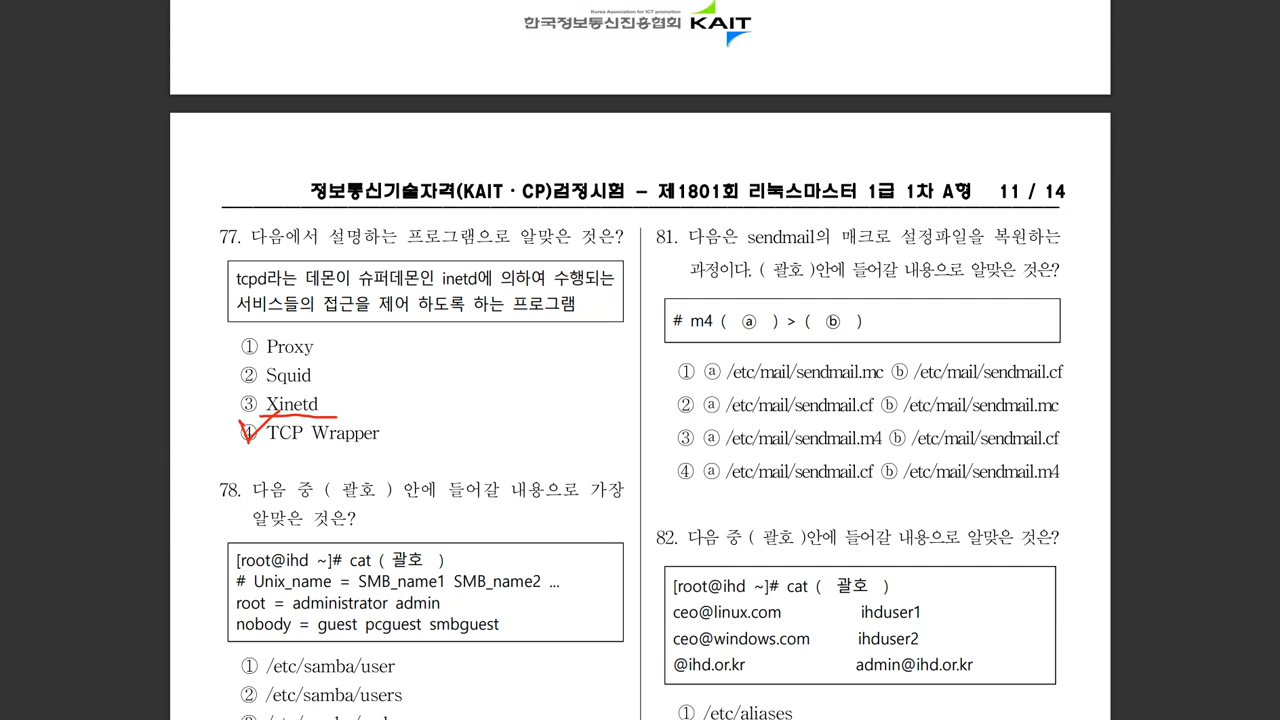 Korea Association for ICT promotion
한국정보통신진흥협회 KAIT
정보통신기술자격(KAIT · CP)검정시험 – 제1801회 리눅스마스터 1급 1차 A형 11 / 14
77. 다음에서 설명하는 프로그램으로 알맞은 것은?
tcpd라는 데몬이 슈퍼데몬인 inetd에 의하여 수행되는
서비스들의 접근을 제어 하도록 하는 프로그램
① Proxy
② Squid
③ Xinetd
④ TCP Wrapper
78. 다음 중 ( 괄호 ) 안에 들어갈 내용으로 가장
알맞은 것은?
[root@ihd ~]# cat ( 괄호 )
# Unix_name = SMB_name1 SMB_name2 ...
root = administrator admin
nobody = guest pcguest smbguest
① /etc/samba/user
② /etc/samba/users
81. 다음은 sendmail의 매크로 설정파일을 복원하는
과정이다. ( 괄호 )안에 들어갈 내용으로 알맞은 것은?
# m4 ( ⓐ ) > ( ⓑ )
① ⓐ /etc/mail/sendmail.mc ⓑ /etc/mail/sendmail.cf
② ⓐ /etc/mail/sendmail.cf ⓑ /etc/mail/sendmail.mc
③ ⓐ /etc/mail/sendmail.m4 ⓑ /etc/mail/sendmail.cf
④ ⓐ /etc/mail/sendmail.cf ⓑ /etc/mail/sendmail.m4
82. 다음 중 ( 괄호 )안에 들어갈 내용으로 알맞은 것은?
[root@ihd ~]# cat ( 괄호 )
ceo@linux.com ihduser1
ceo@windows.com ihduser2
@ihd.or.kr admin@ihd.or.kr
① /etc/aliases